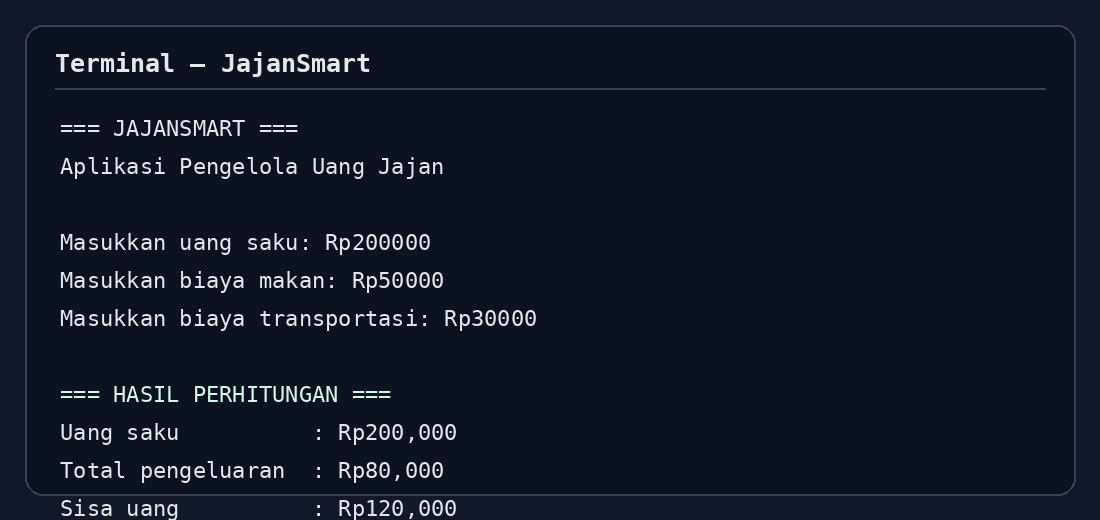 Terminal — JajanSmart
=== JAJANSMART ===
Aplikasi Pengelola Uang Jajan
Masukkan uang saku: Rp200000
Masukkan biaya makan: Rp50000
Masukkan biaya transportasi: Rp30000
=== HASIL PERHITUNGAN ===
Uang saku          : Rp200,000
Total pengeluaran  : Rp80,000
Sisa uang          : Rp120,000